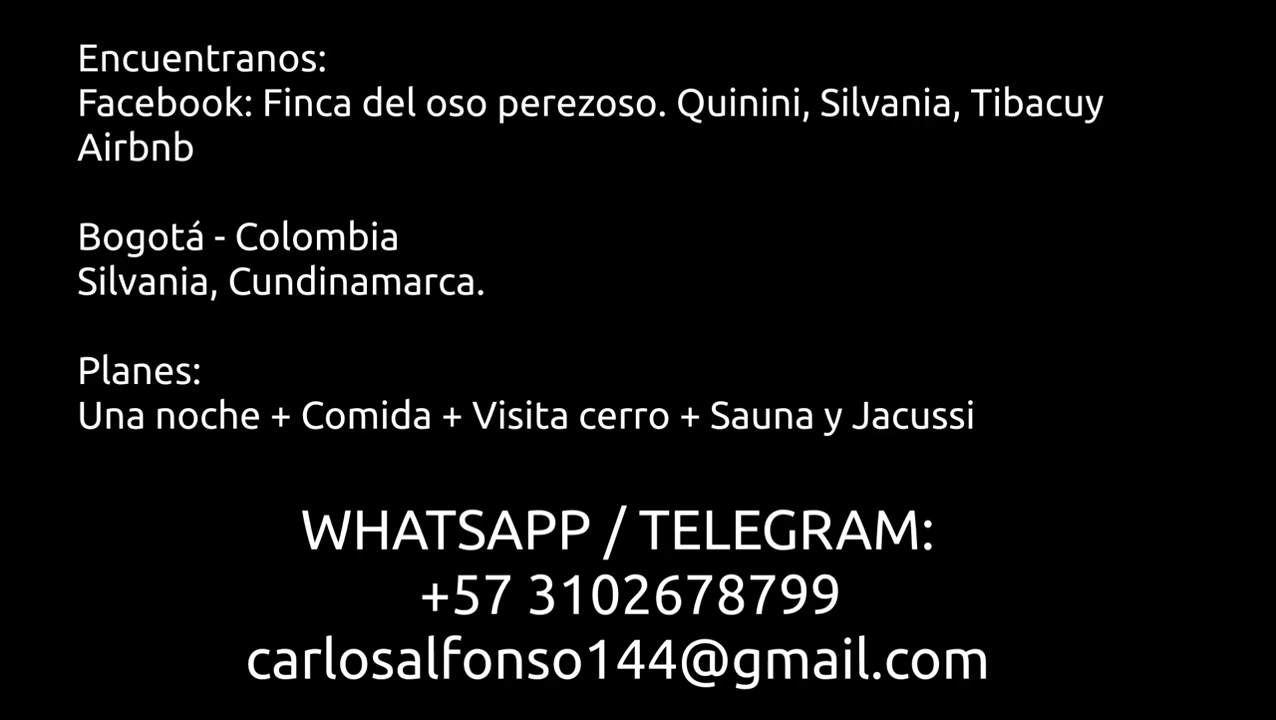 Encuentranos:
Facebook: Finca del oso perezoso. Quinini, Silvania, Tibacuy
Airbnb
Bogotá - Colombia
Silvania, Cundinamarca.
Planes:
Una noche + Comida + Visita cerro + Sauna y Jacussi
WHATSAPP / TELEGRAM:
+57 3102678799
carlosalfonso144@gmail.com